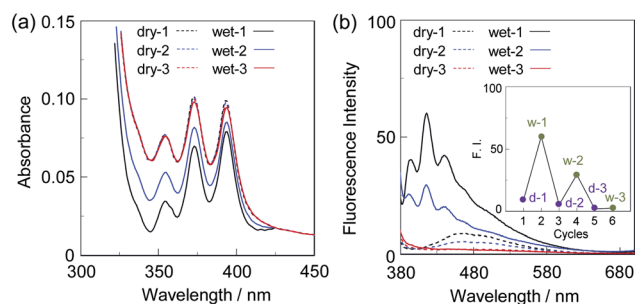 (a)
dry-1 wet-1
dry-2 wet-2
dry-3 wet-3
Absorbance
0.15
0.10
0.05
0
300 350 400 450
Wavelength / nm
(b)
dry-1 wet-1
dry-2 wet-2
dry-3 wet-3
Fluorescence Intensity
100
50
0
380 480 580 680
Wavelength / nm
F. I.
100
50
0
w-1
w-2
d-1
d-2
d-3
w-3
1 2 3 4 5 6
Cycles